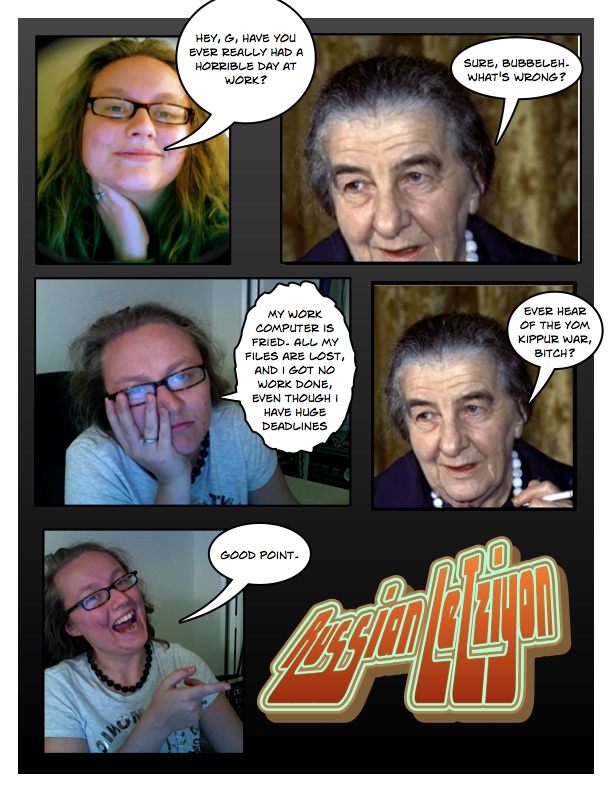 HEY, G, HAVE YOU
EVER REALLY HAD A
HORRIBLE DAY AT
WORK?
SURE, BUBBELEH.
WHAT'S WRONG?
MY WORK
COMPUTER IS
FRIED. ALL MY
FILES ARE LOST,
AND I GOT NO
WORK DONE,
EVEN THOUGH I
HAVE HUGE
DEADLINES
EVER HEAR
OF THE YOM
KIPPUR WAR,
BITCH?
GOOD POINT.
Russian LeTziyon